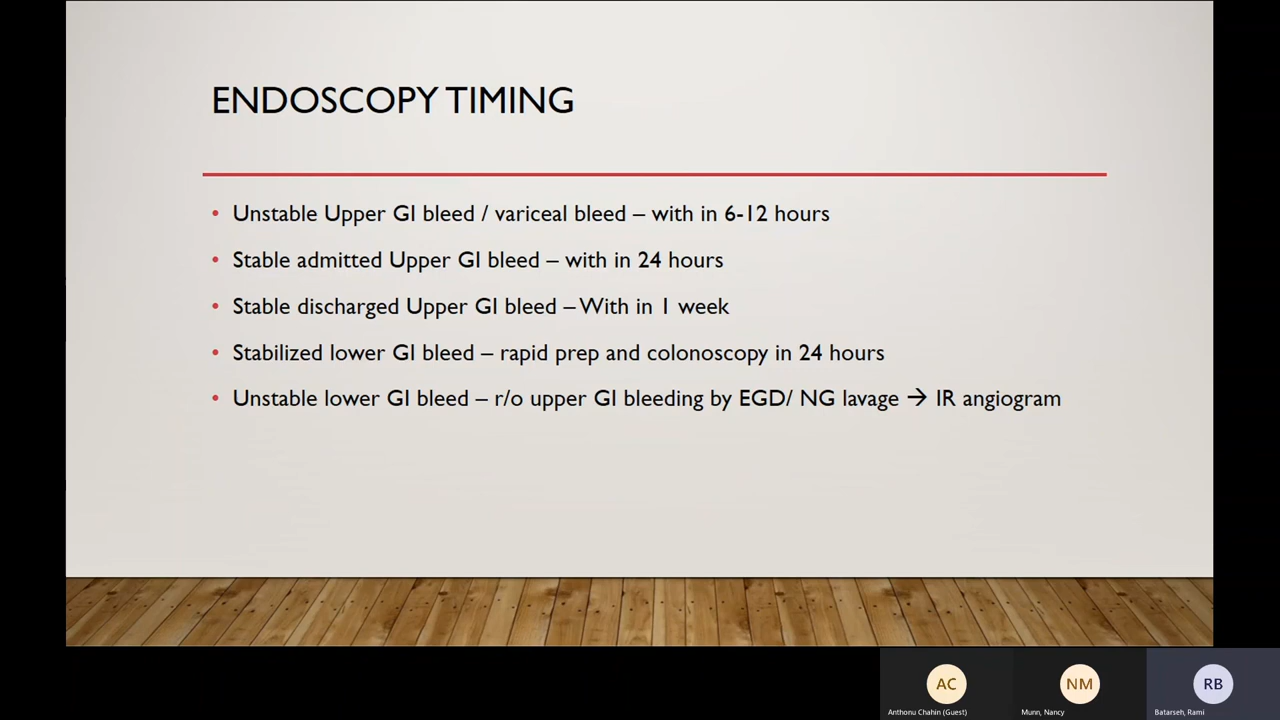 ENDOSCOPY TIMING
• Unstable Upper GI bleed / variceal bleed – with in 6-12 hours
• Stable admitted Upper GI bleed – with in 24 hours
• Stable discharged Upper GI bleed – With in 1 week
• Stabilized lower GI bleed – rapid prep and colonoscopy in 24 hours
• Unstable lower GI bleed – r/o upper GI bleeding by EGD/ NG lavage → IR angiogram
AC
NM
RB
Anthonu Chahin (Guest)
Munn, Nancy
Batarseh, Rami